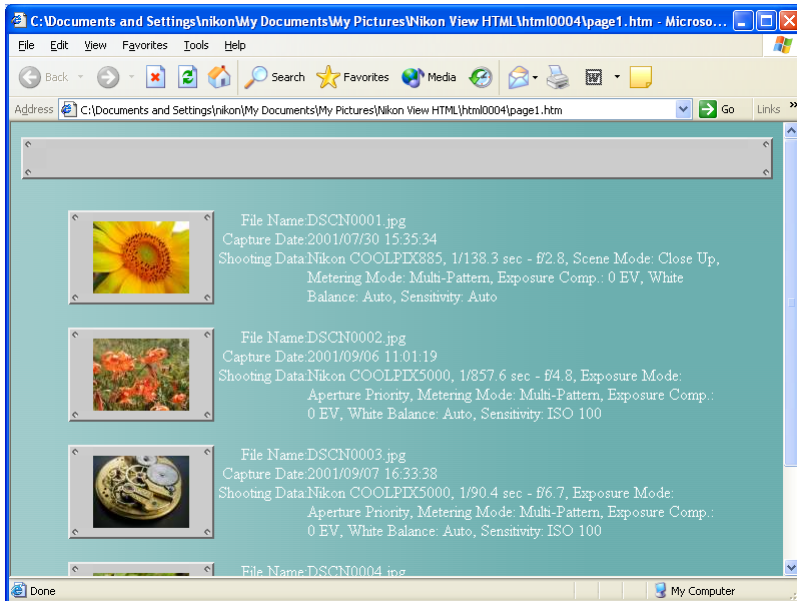 C:\Documents and Settings\nikon\My Documents\My Pictures\Nikon View HTML\html0004\page1.htm - Microso...
File Edit View Favorites Tools Help
Back Search Favorites Media
Address C:\Documents and Settings\nikon\My Documents\My Pictures\Nikon View HTML\html0004\page1.htm Go Links »
File Name:DSCN0001.jpg
Capture Date:2001/07/30 15:35:34
Shooting Data:Nikon COOLPIX885, 1/138.3 sec - f/2.8, Scene Mode: Close Up,
Metering Mode: Multi-Pattern, Exposure Comp.: 0 EV, White
Balance: Auto, Sensitivity: Auto
File Name:DSCN0002.jpg
Capture Date:2001/09/06 11:01:19
Shooting Data:Nikon COOLPIX5000, 1/857.6 sec - f/4.8, Exposure Mode:
Aperture Priority, Metering Mode: Multi-Pattern, Exposure Comp.:
0 EV, White Balance: Auto, Sensitivity: ISO 100
File Name:DSCN0003.jpg
Capture Date:2001/09/07 16:33:38
Shooting Data:Nikon COOLPIX5000, 1/90.4 sec - f/6.7, Exposure Mode:
Aperture Priority, Metering Mode: Multi-Pattern, Exposure Comp.:
0 EV, White Balance: Auto, Sensitivity: ISO 100
File Name:DSCN0004.jpg
Done My Computer